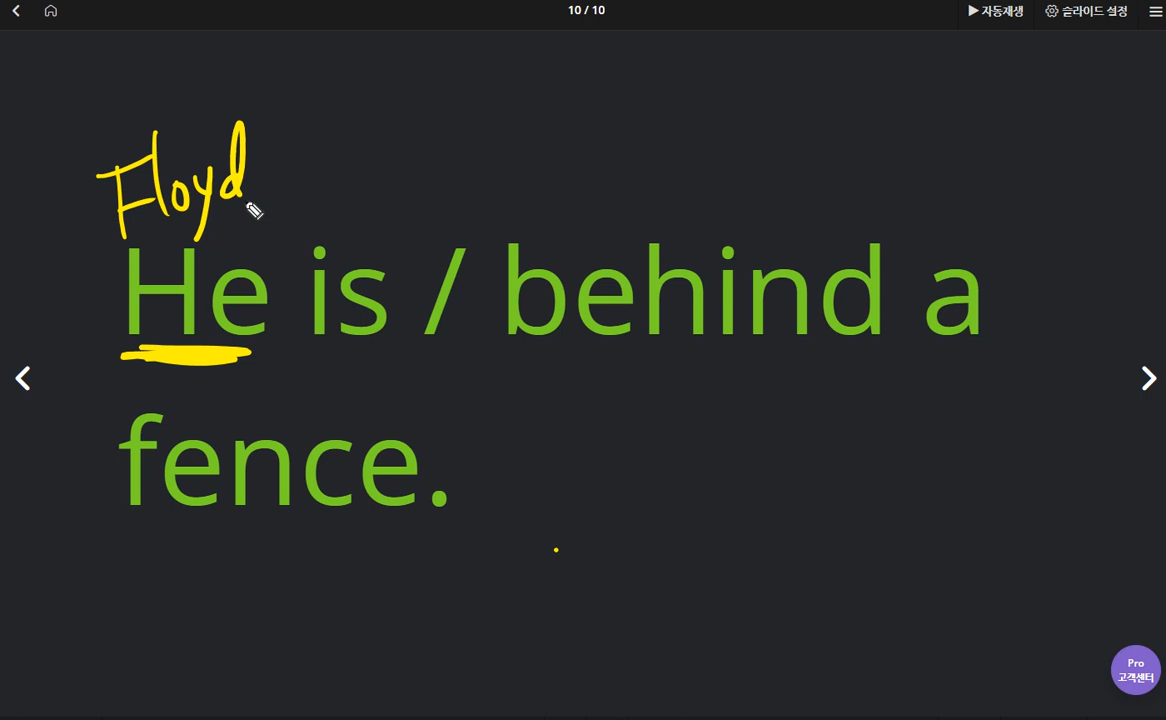 10 / 10
▶ 자동재생
슬라이드 설정
Floyd
He is / behind a
fence.
Pro
고객센터